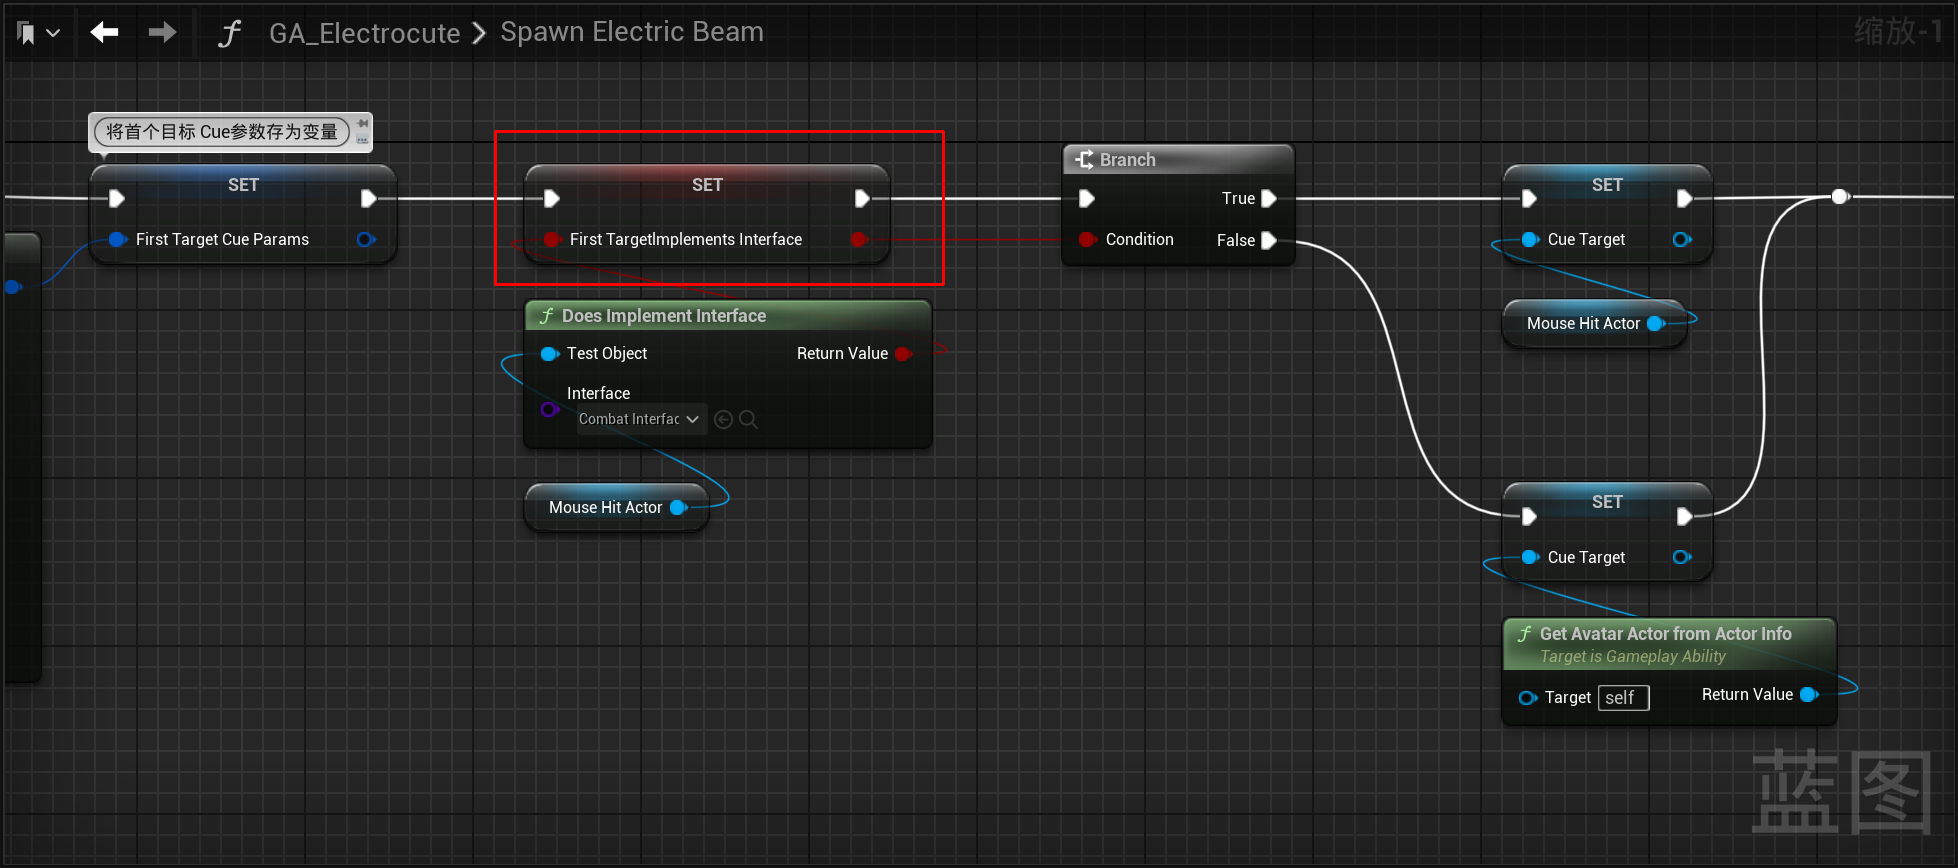 GA_Electrocute > Spawn Electric Beam
缩放-1
将首个目标 Cue参数存为变量
SET
First Target Cue Params
SET
First TargetImplements Interface
Does Implement Interface
Test Object
Return Value
Interface
Combat Interfac
Mouse Hit Actor
Branch
True
Condition
False
SET
Cue Target
Mouse Hit Actor
SET
Cue Target
Get Avatar Actor from Actor Info
Target is Gameplay Ability
Target self
Return Value
蓝图